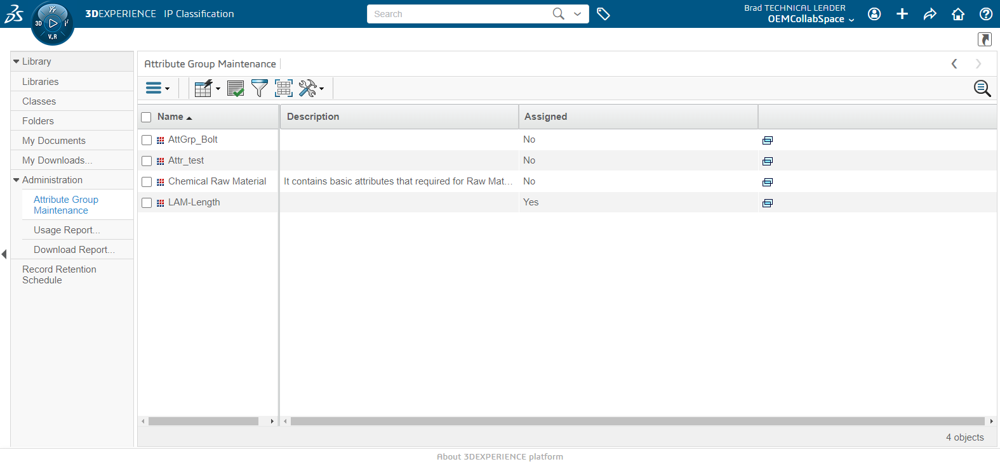 3DEXPERIENCE IP Classification
Search
Brad TECHNICAL LEADER
OEMCollabSpace
3D
V.R
Library
Libraries
Classes
Folders
My Documents
My Downloads...
Administration
Attribute Group
Maintenance
Usage Report...
Download Report...
Record Retention
Schedule
Attribute Group Maintenance
Name Description Assigned
AttGrp_Bolt No
Attr_test No
Chemical Raw Material It contains basic attributes that required for Raw Mat... No
LAM-Length Yes
4 objects
About 3DEXPERIENCE platform